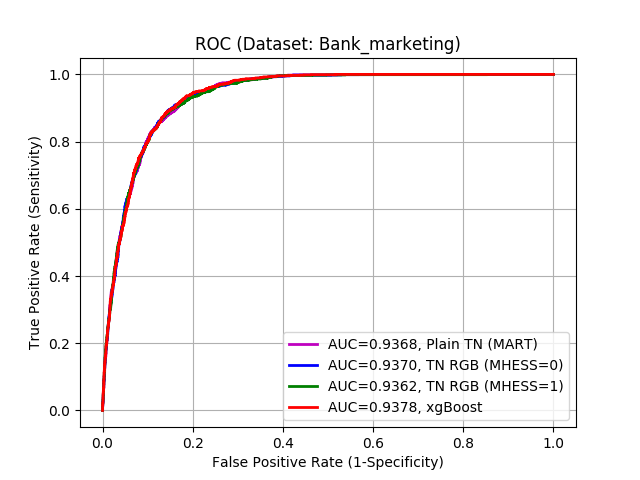 ROC (Dataset: Bank_marketing)
True Positive Rate (Sensitivity)
1.0
0.8
0.6
0.4
0.2
0.0
AUC=0.9368, Plain TN (MART)
AUC=0.9370, TN RGB (MHESS=0)
AUC=0.9362, TN RGB (MHESS=1)
AUC=0.9378, xgBoost
0.0 0.2 0.4 0.6 0.8 1.0
False Positive Rate (1-Specificity)